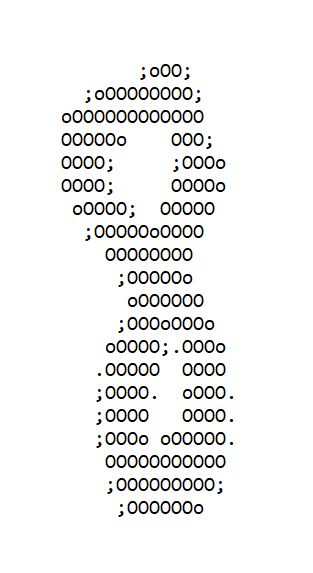 ;oOO;
  ;oOOOOOOOO;
oOOOOOOOOOOOO
OOOOOo    OOO;
OOOO;     ;OOOo
OOOO;     OOOOo
 oOOOO;  OOOOO
  ;OOOOOoOOOO
    OOOOOOOO
     ;OOOOOo
      oOOOOOO
     ;OOOoOOOo
    oOOOO;.OOOo
   .OOOOO  OOOO
   ;OOOO.  oOOO.
   ;OOOO   OOOO.
   ;OOOo oOOOOO.
    OOOOOOOOOOO
    ;OOOOOOOOO;
     ;OOOOOOo